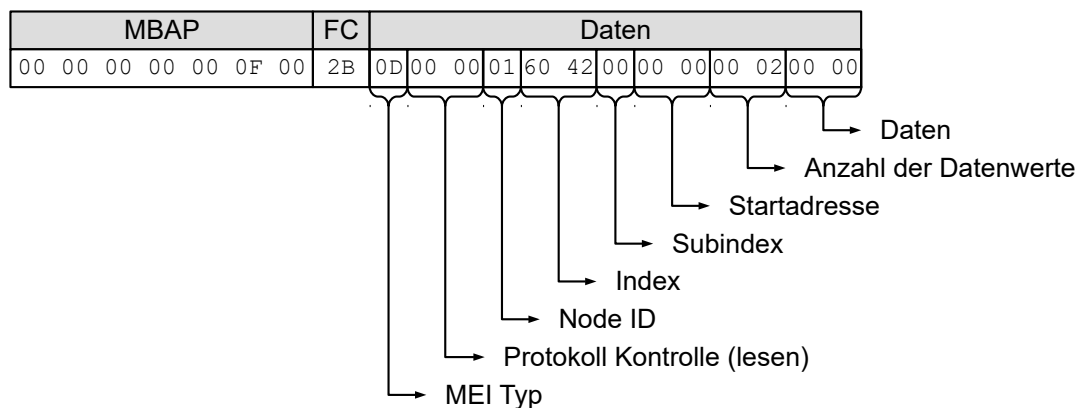 MBAP FC Daten
00 00 00 00 00 0F 00 2B 0D 00 00 01 60 42 00 00 00 00 02 00 00
Daten
Anzahl der Datenwerte
Startadresse
Subindex
Index
Node ID
Protokoll Kontrolle (lesen)
MEI Typ